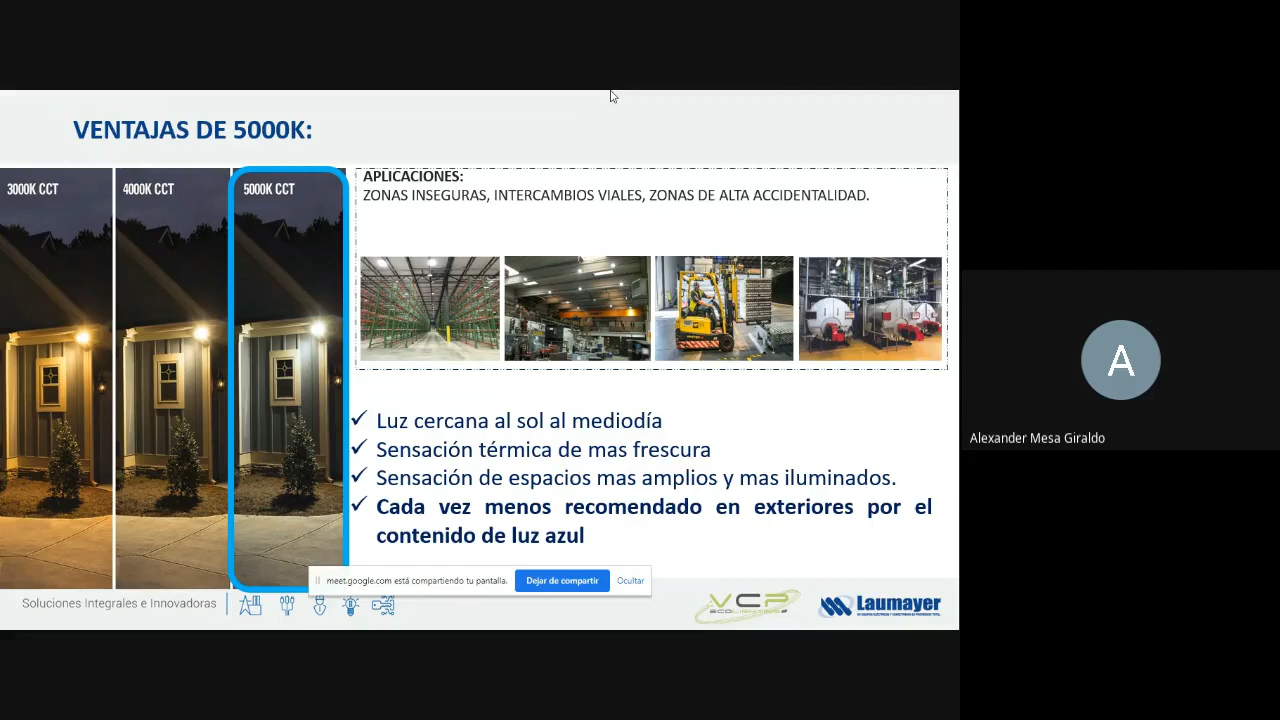 VENTAJAS DE 5000K:
3000K CCT
4000K CCT
5000K CCT
APLICACIONES:
ZONAS INSEGURAS, INTERCAMBIOS VIALES, ZONAS DE ALTA ACCIDENTALIDAD.
✓ Luz cercana al sol al mediodía
✓ Sensación térmica de mas frescura
✓ Sensación de espacios mas amplios y mas iluminados.
✓ Cada vez menos recomendado en exteriores por el
contenido de luz azul
meet.google.com está compartiendo tu pantalla.
Dejar de compartir
Ocultar
Soluciones Integrales e Innovadoras
VCP
ECOLIGHTING
Laumayer
A
Alexander Mesa Giraldo